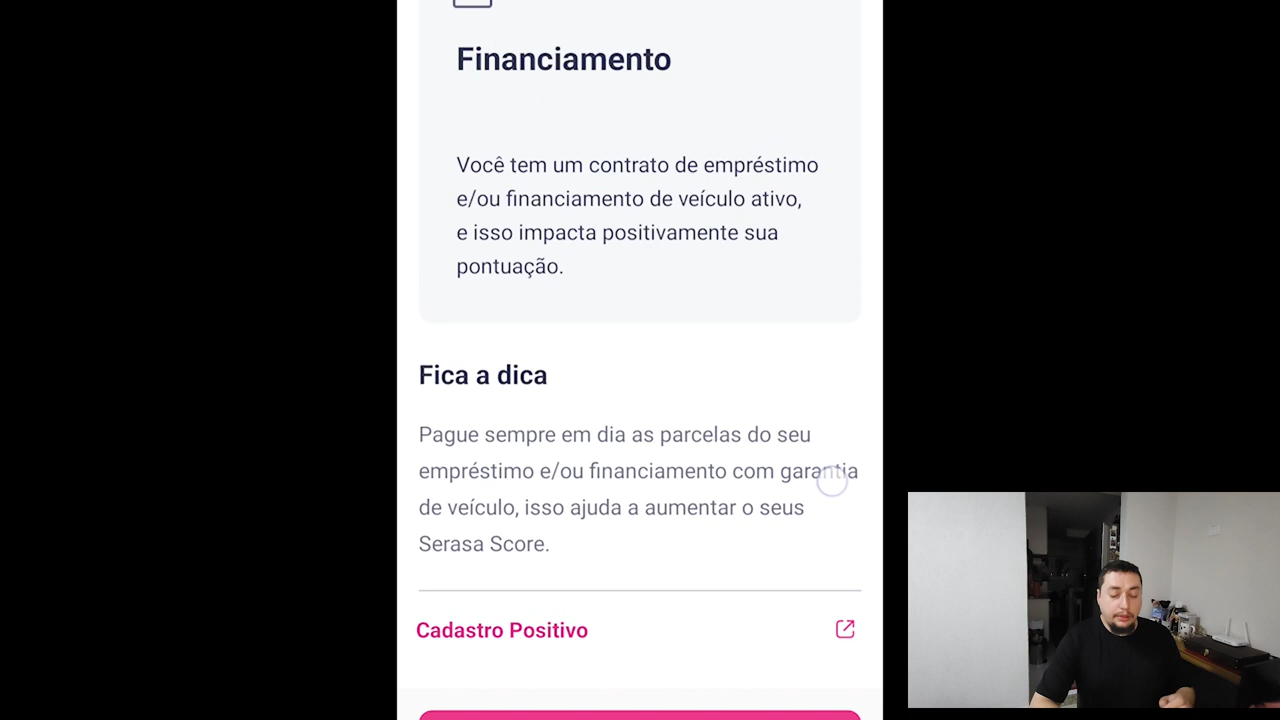 Financiamento
Você tem um contrato de empréstimo
e/ou financiamento de veículo ativo,
e isso impacta positivamente sua
pontuação.
Fica a dica
Pague sempre em dia as parcelas do seu
empréstimo e/ou financiamento com garantia
de veículo, isso ajuda a aumentar o seus
Serasa Score.
Cadastro Positivo